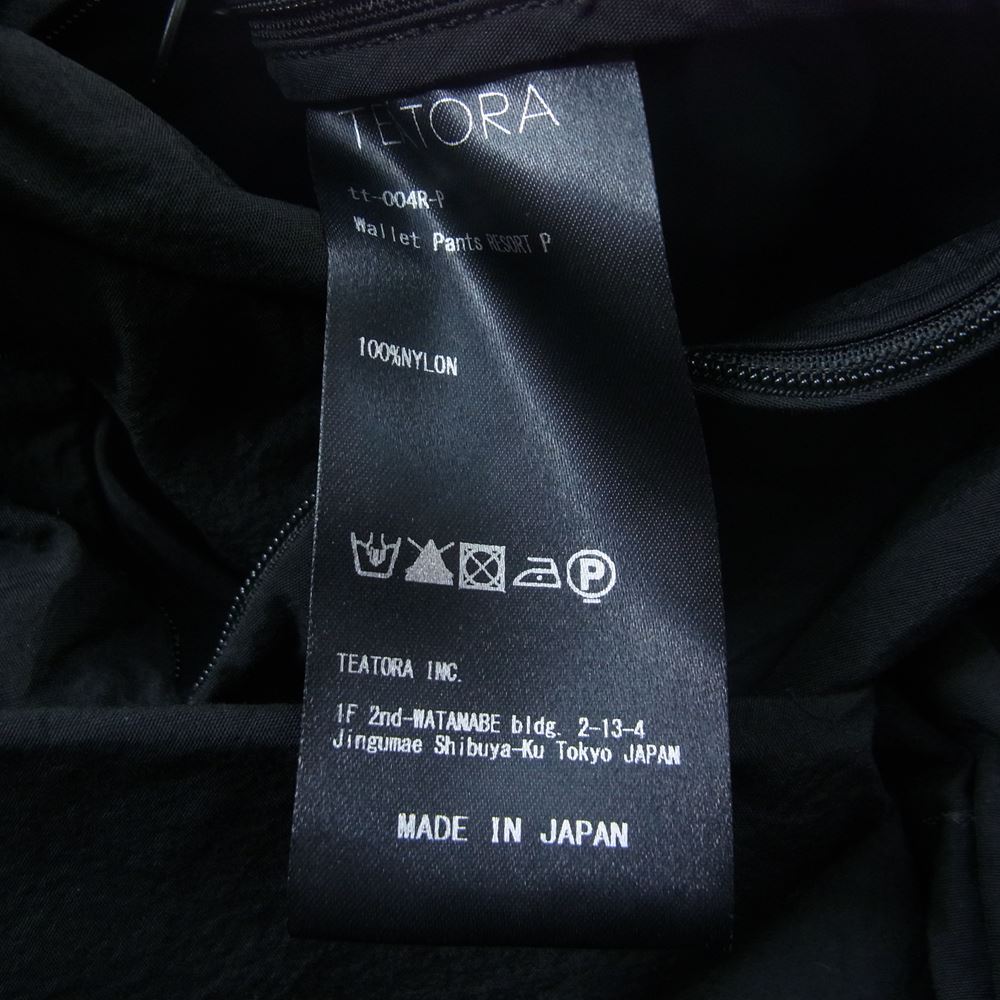 TEATORA
tt-004R-P
Wallet Pants RESORT P
100%NYLON
P
TEATORA INC.
1F 2nd-WATANABE bldg. 2-13-4
Jingumae Shibuya-Ku Tokyo JAPAN
MADE IN JAPAN